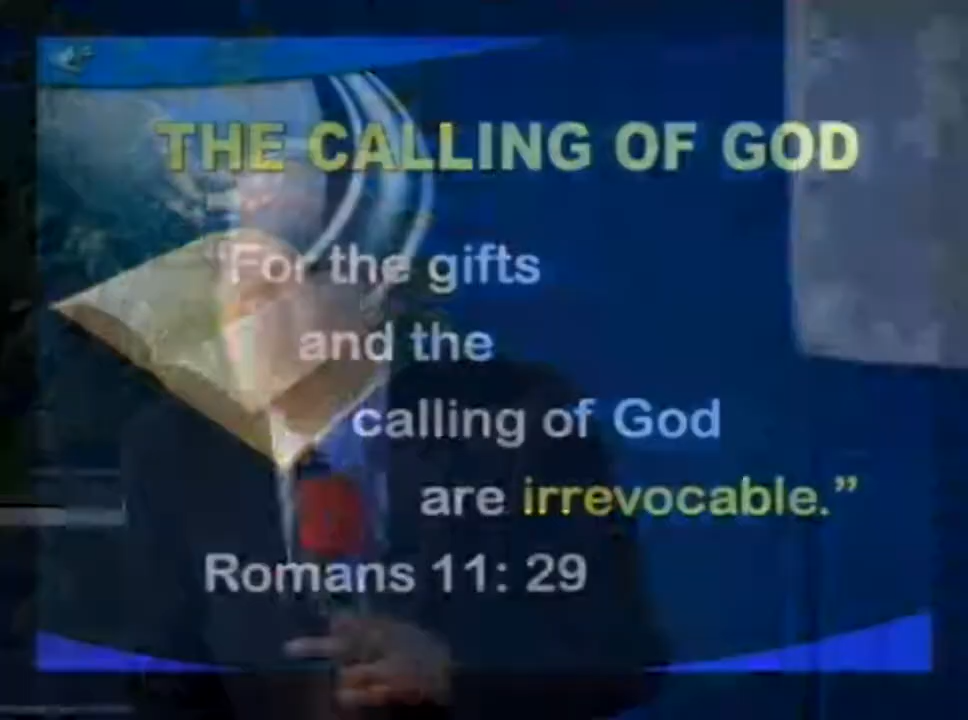 THE CALLING OF GOD
“For the gifts
and the
calling of God
are irrevocable.”
Romans 11: 29